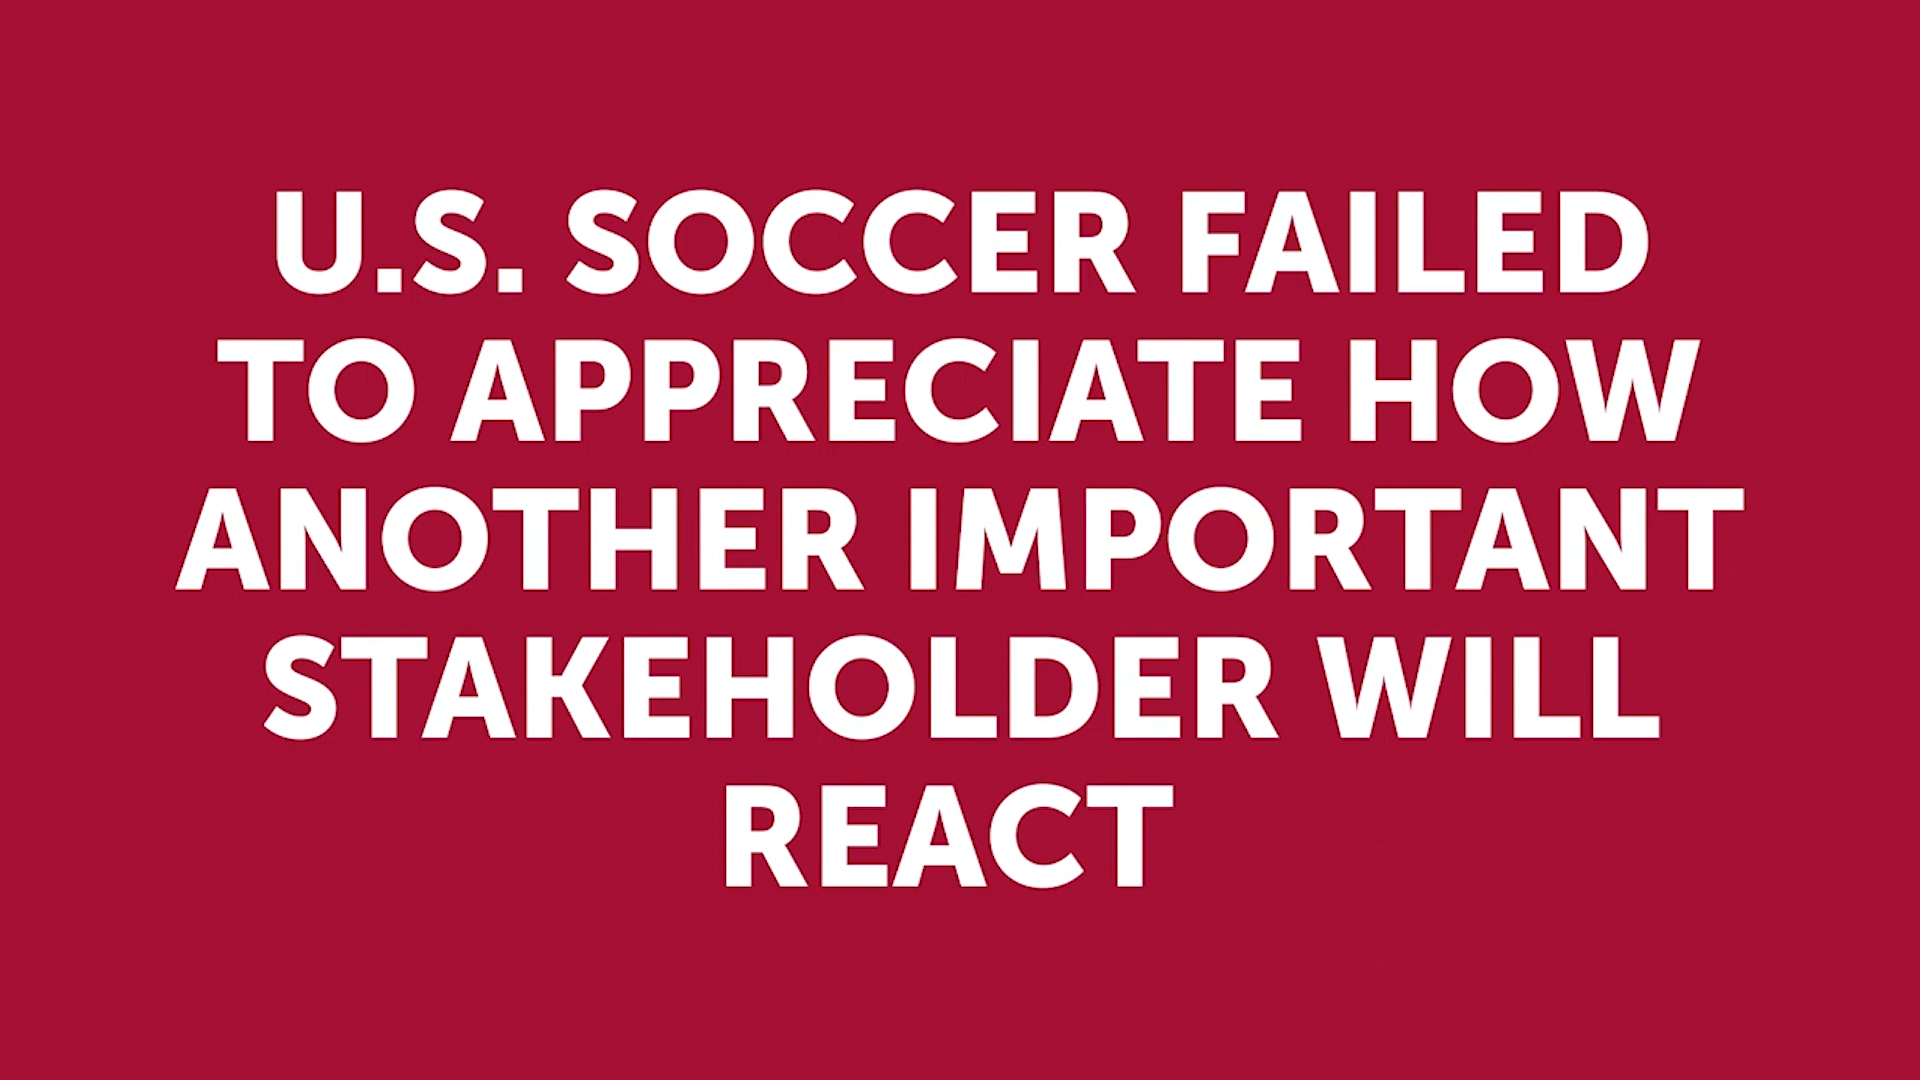 U.S. SOCCER FAILED
TO APPRECIATE HOW
ANOTHER IMPORTANT
STAKEHOLDER WILL
REACT